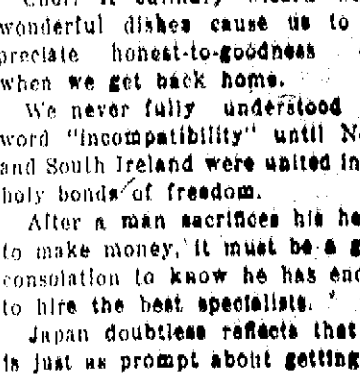 wonderful dishes cause us to
preciate honest-to-goodness
when we get back home.
We never fully understood
word "incompatibility" until N
and South Ireland were united in
holy bonds of freedom.
After a man sacrifices his he
to make money, it must be a g
consolation to know he has eno
to hire the best specialists.
Japan doubtless reflects that
is just as prompt about getting